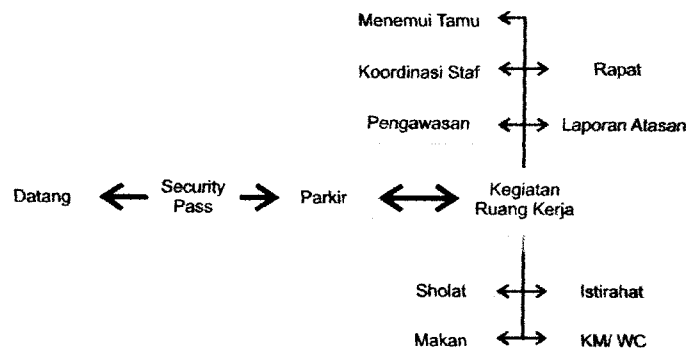 Menemui Tamu
Koordinasi Staf
Rapat
Pengawasan
Laporan Atasan
Datang
Security
Pass
Parkir
Kegiatan
Ruang Kerja
Sholat
Istirahat
Makan
KM/ WC